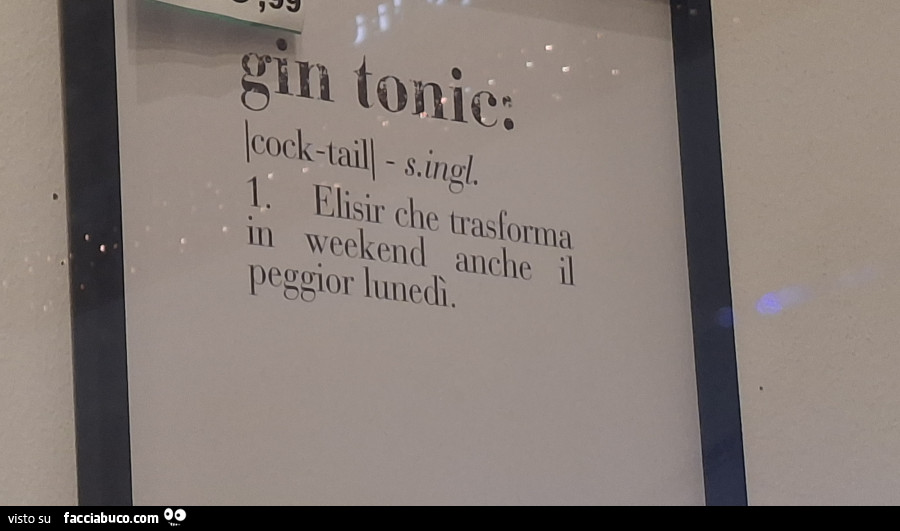 ,99
gin tonic:
|cock-tail| - s.ingl.
1. Elisir che trasforma
in weekend anche il
peggior lunedì.
visto su facciabuco.com